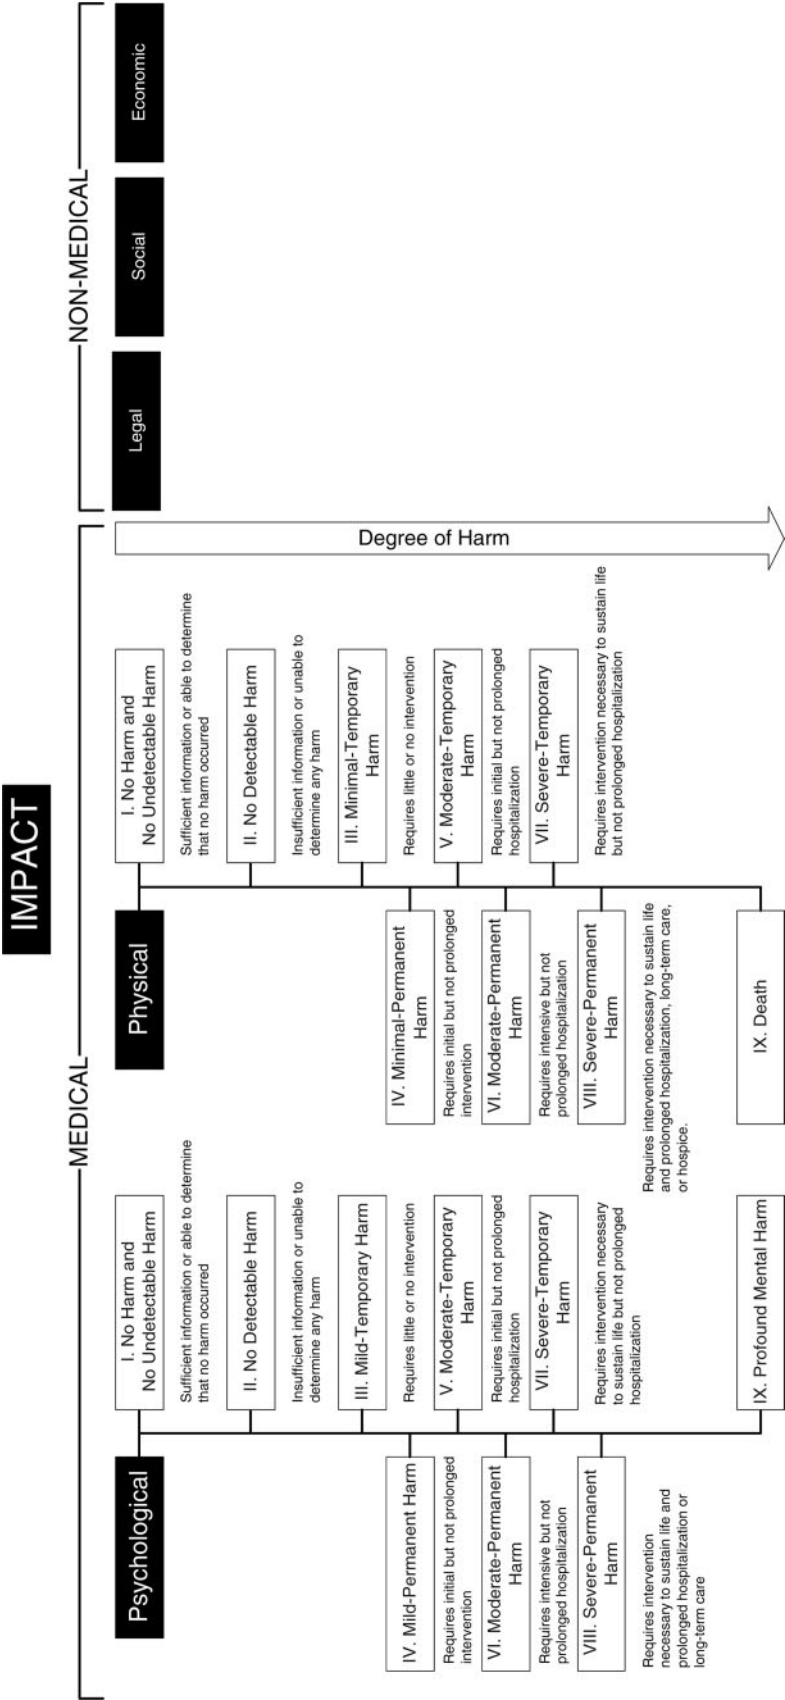 IMPACT
MEDICAL
NON-MEDICAL
Psychological
I. No Harm and
No Undetectable Harm
Sufficient information or able to determine
that no harm occurred
II. No Detectable Harm
Insufficient information or unable to
determine any harm
III. Mild-Temporary Harm
Requires little or no intervention
IV. Mild-Permanent Harm
Requires initial but not prolonged
intervention
V. Moderate-Temporary
Harm
Requires initial but not prolonged
hospitalization
VI. Moderate-Permanent
Harm
Requires intensive but not
prolonged hospitalization
VII. Severe-Temporary
Harm
Requires intervention necessary
to sustain life but not prolonged
hospitalization
VIII. Severe-Permanent
Harm
Requires intervention
necessary to sustain life and
prolonged hospitalization or
long-term care
IX. Profound Mental Harm
Physical
I. No Harm and
No Undetectable Harm
Sufficient information or able to determine
that no harm occurred
II. No Detectable Harm
Insufficient information or unable to
determine any harm
III. Minimal-Temporary
Harm
Requires little or no intervention
IV. Minimal-Permanent
Harm
Requires initial but not prolonged
intervention
V. Moderate-Temporary
Harm
Requires initial but not prolonged
hospitalization
VI. Moderate-Permanent
Harm
Requires intensive but not
prolonged hospitalization
VII. Severe-Temporary
Harm
Requires intervention necessary to sustain life
but not prolonged hospitalization
VIII. Severe-Permanent
Harm
Requires intervention necessary to sustain life
and prolonged hospitalization, long-term care,
or hospice.
IX. Death
Degree of Harm
Legal
Social
Economic